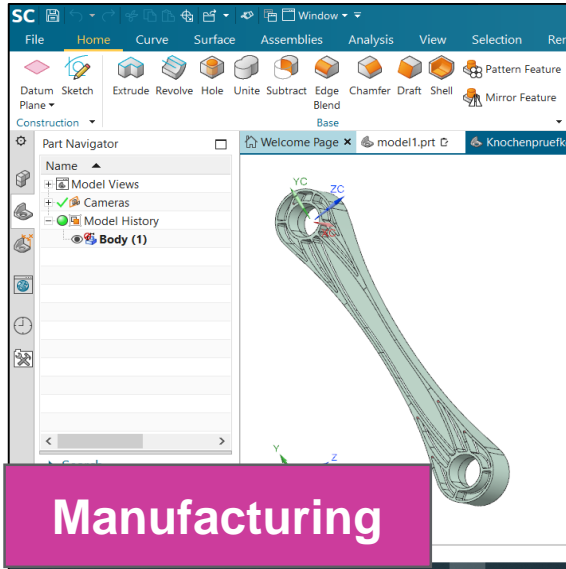 SC Window
File Home Curve Surface Assemblies Analysis View Selection Ren
Datum Plane Sketch Extrude Revolve Hole Unite Subtract Edge Blend Chamfer Draft Shell Pattern Feature
Mirror Feature
Construction Base
Part Navigator Welcome Page model1.prt Knochenpruefk
Name
Model Views
Cameras
Model History
Body (1)
YC ZC
Y Z
Manufacturing